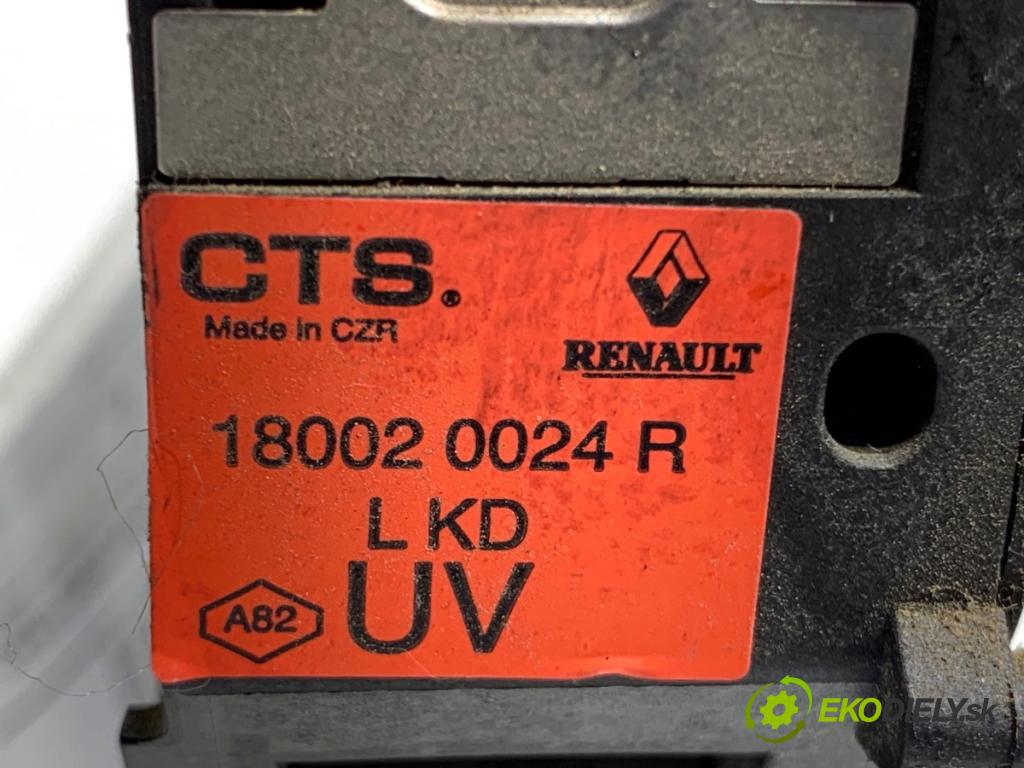 CTS.®
Made in CZR
RENAULT
18002 0024 R
L KD
A82
UV
EKODIELY.sk